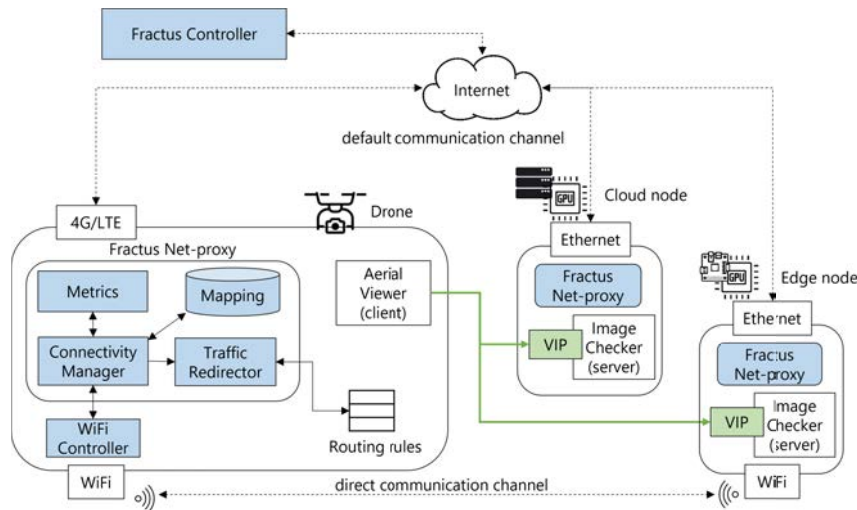 Fractus Controller
Internet
default communication channel
4G/LTE
Drone
Fractus Net-proxy
Metrics
Mapping
Connectivity
Manager
Traffic
Redirector
WiFi
Controller
Routing rules
Aerial
Viewer
(client)
WiFi
direct communication channel
GPU
Cloud node
Ethernet
Fractus
Net-proxy
VIP
Image
Checker
(server)
GPU
Edge node
Ethernet
Fractus
Net-proxy
VIP
Image
Checker
(server)
WiFi